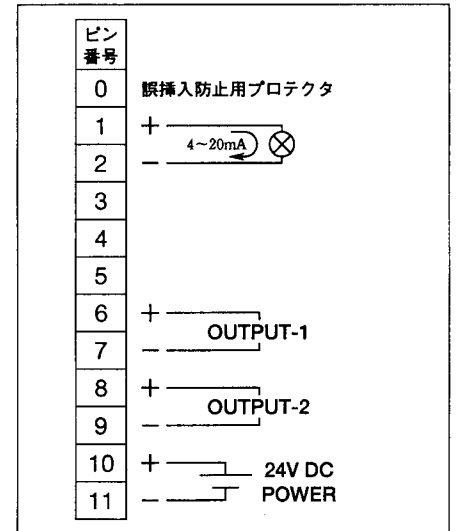 ピン
番号
0 誤挿入防止用プロテクタ
1 +
4~20mA
2 −
3
4
5
6 +
OUTPUT-1
7 −
8 +
OUTPUT-2
9 −
10 + 24V DC
11 − POWER